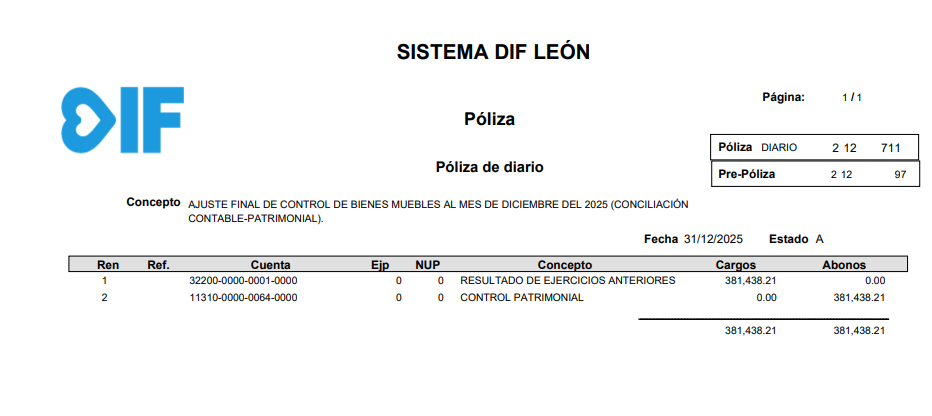 SISTEMA DIF LEÓN
DIF
Página: 1 / 1
Póliza
Póliza DIARIO 2 12 711
Póliza de diario
Pre-Póliza 2 12 97
Concepto AJUSTE FINAL DE CONTROL DE BIENES MUEBLES AL MES DE DICIEMBRE DEL 2025 (CONCILIACIÓN
CONTABLE-PATRIMONIAL).
Fecha 31/12/2025 Estado A
Ren Ref. Cuenta Ejp NUP Concepto Cargos Abonos
1 32200-0000-0001-0000 0 0 RESULTADO DE EJERCICIOS ANTERIORES 381,438.21 0.00
2 11310-0000-0064-0000 0 0 CONTROL PATRIMONIAL 0.00 381,438.21
381,438.21 381,438.21